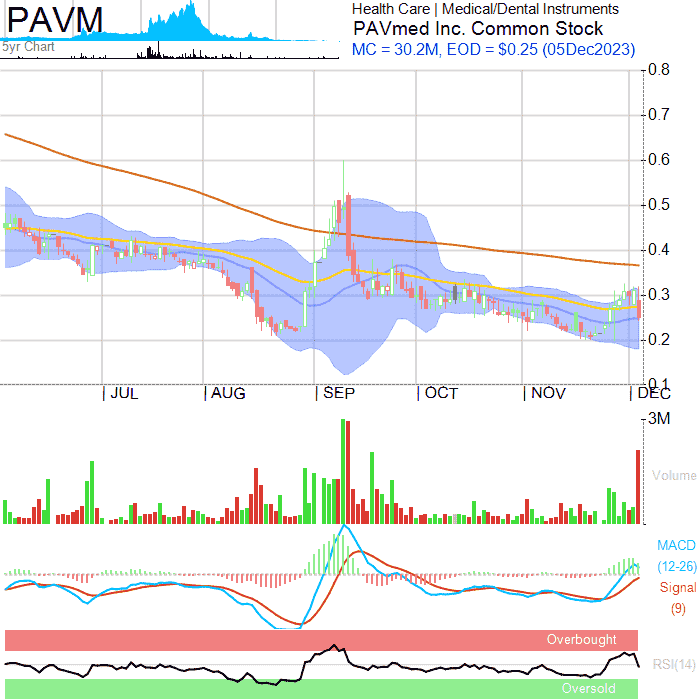 PAVM
5yr Chart
Health Care | Medical/Dental Instruments
PAVmed Inc. Common Stock
MC = 30.2M, EOD = $0.25 (05Dec2023)
0.8
0.7
0.6
0.5
0.4
0.3
0.2
0.1
JUL
AUG
SEP
OCT
NOV
DEC
3M
Volume
MACD
(12-26)
Signal
(9)
Overbought
RSI(14)
Oversold